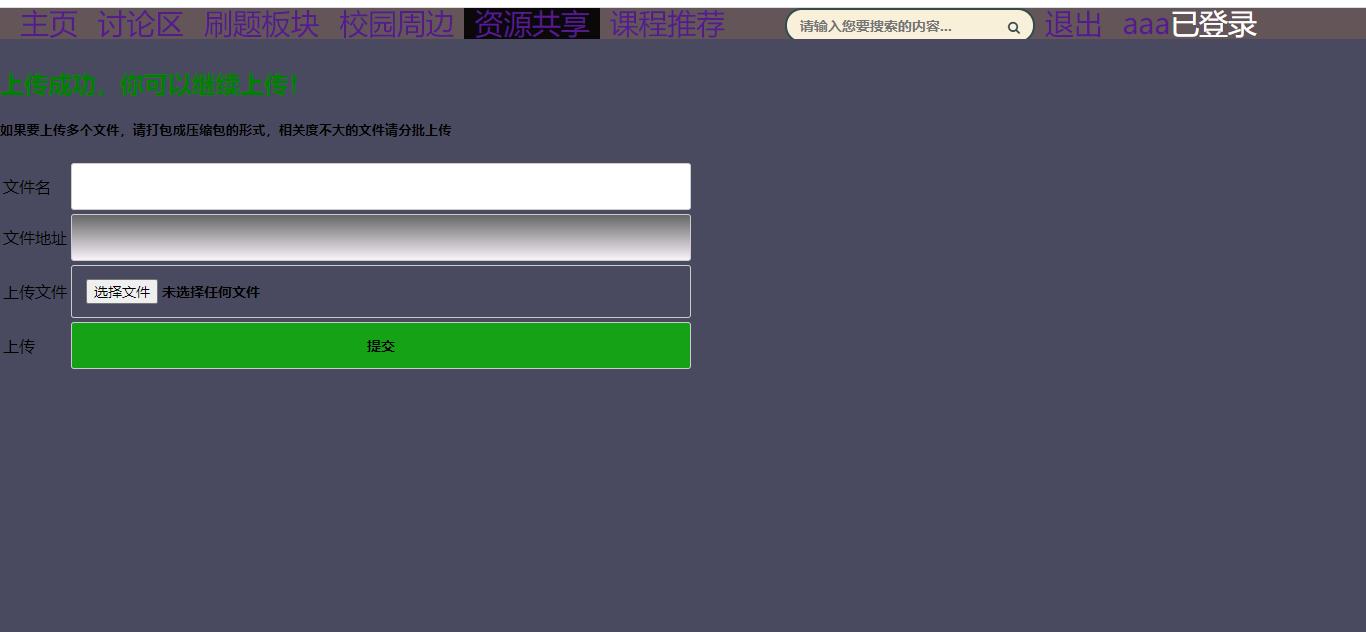 主页 讨论区 刷题板块 校园周边 资源共享 课程推荐 请输入您要搜索的内容... 退出 aaa已登录
上传成功，你可以继续上传！
如果要上传多个文件，请打包成压缩包的形式，相关度不大的文件请分批上传
文件名
文件地址
上传文件 选择文件 未选择任何文件
上传 提交